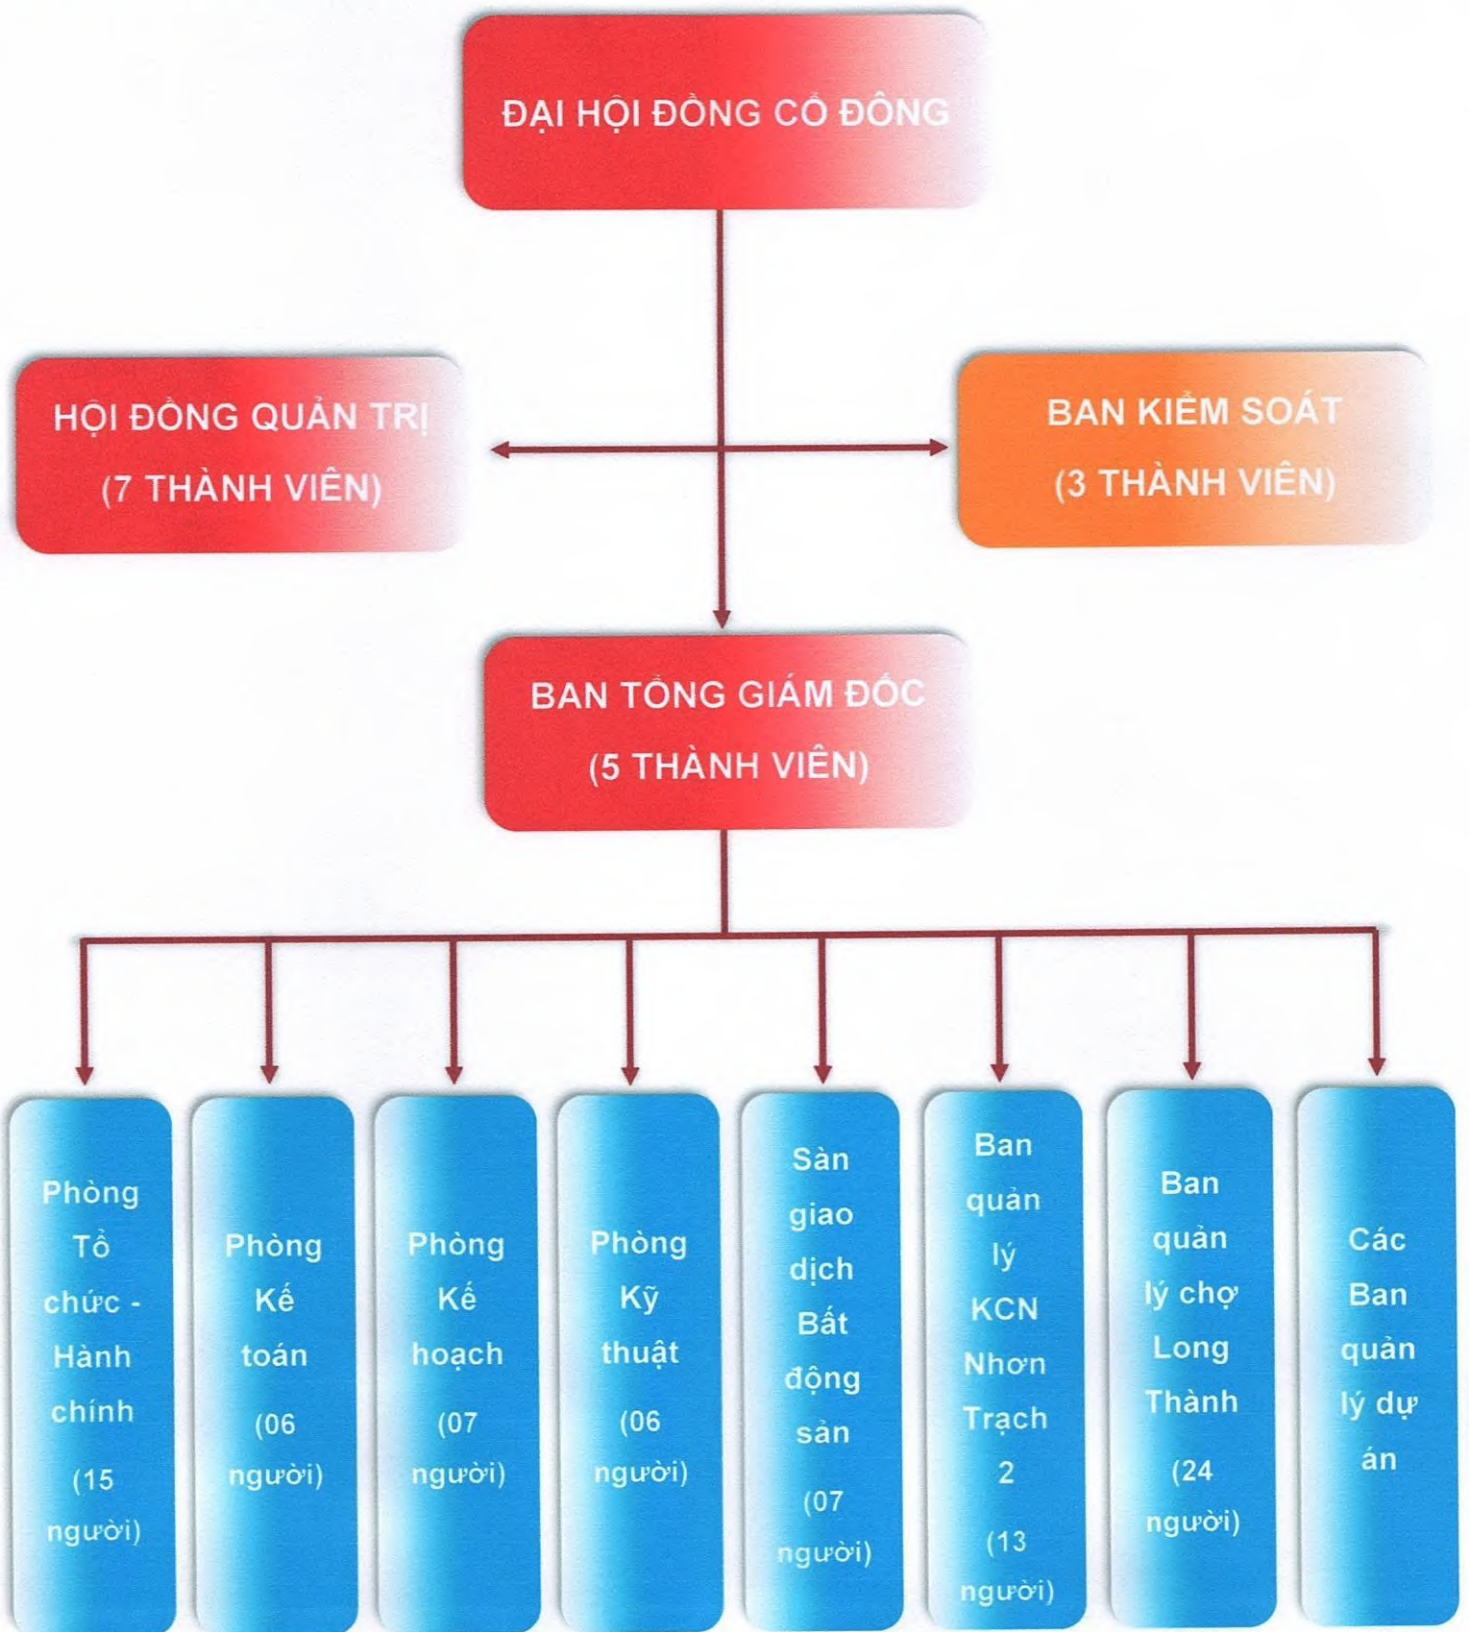 ĐẠI HỘI ĐỒNG CỔ ĐÔNG
HỘI ĐỒNG QUẢN TRỊ
(7 THÀNH VIÊN)
BAN KIỂM SOÁT
(3 THÀNH VIÊN)
BAN TỔNG GIÁM ĐỐC
(5 THÀNH VIÊN)
Phòng
Tổ
chức -
Hành
chính
(15
người)
Phòng
Kế
toán
(06
người)
Phòng
Kế
hoạch
(07
người)
Phòng
Kỹ
thuật
(06
người)
Sàn
giao
dịch
Bất
động
sản
(07
người)
Ban
quản
lý
KCN
Nhơn
Trạch
2
(13
người)
Ban
quản
lý chợ
Long
Thành
(24
người)
Các
Ban
quản
lý dự
án